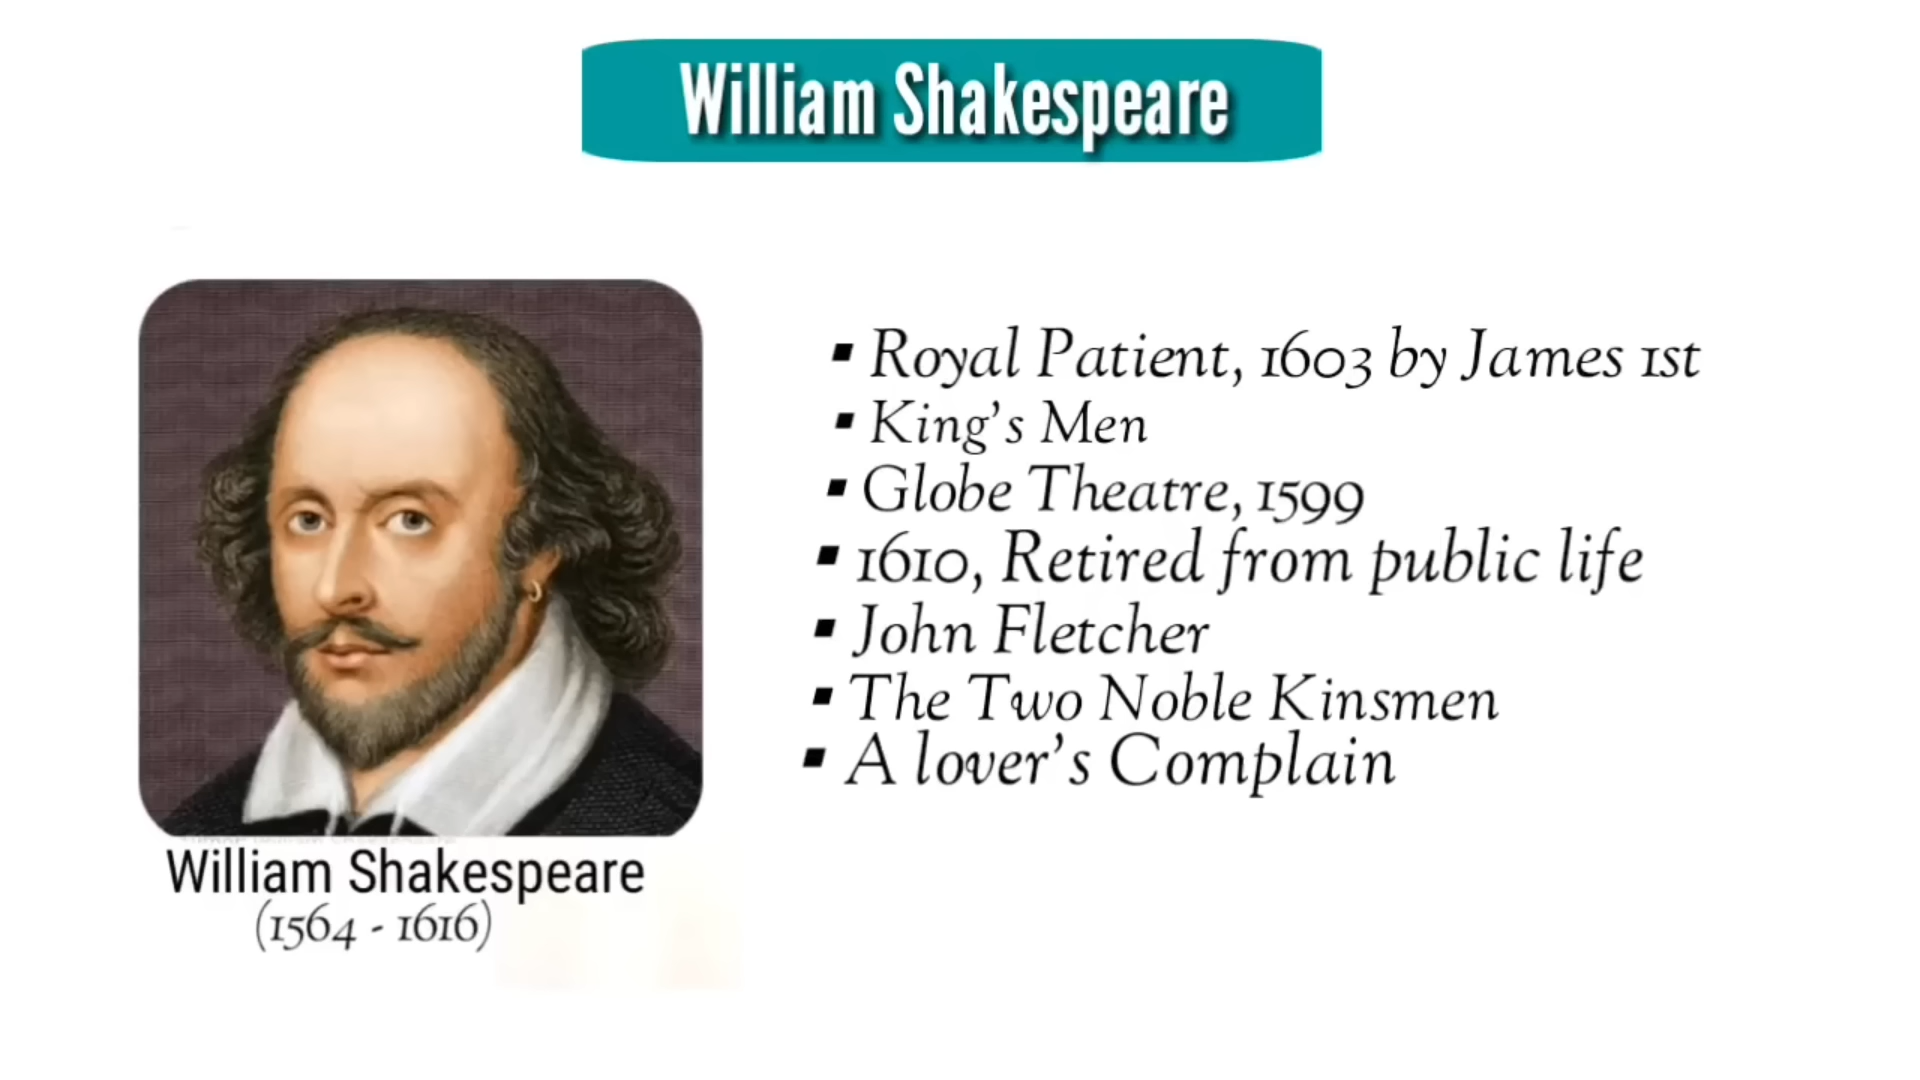 William Shakespeare
▪ Royal Patient, 1603 by James 1st
▪ King's Men
▪ Globe Theatre, 1599
▪ 1610, Retired from public life
▪ John Fletcher
▪ The Two Noble Kinsmen
▪ A lover's Complain
William Shakespeare
(1564 - 1616)